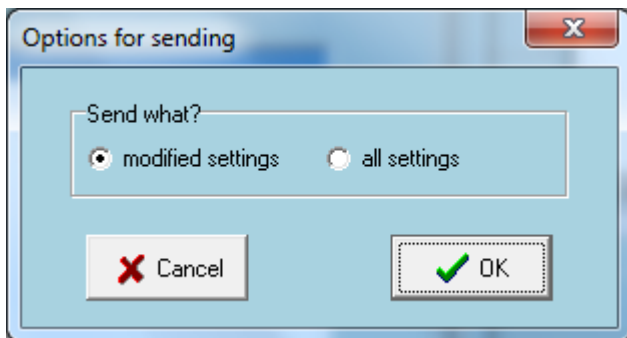 Options for sending
Send what?
modified settings all settings
Cancel OK